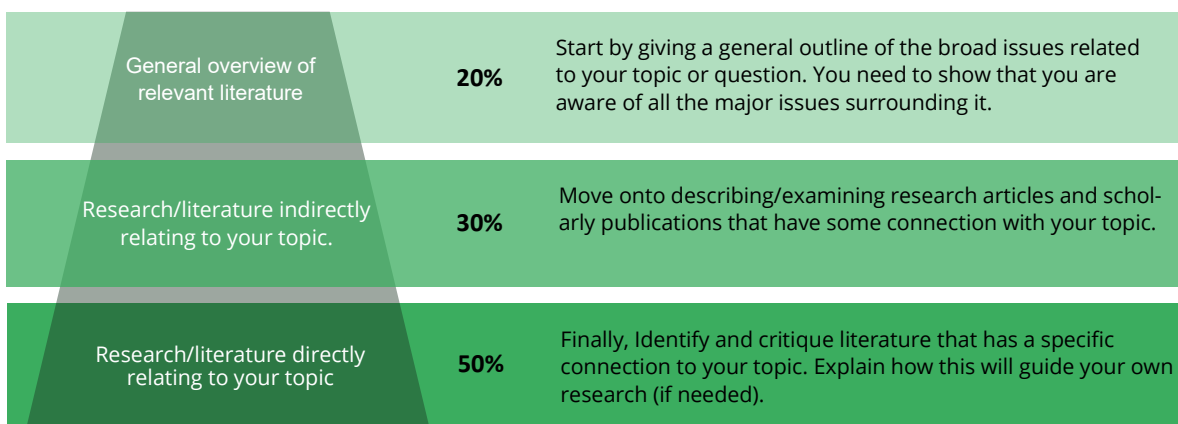 General overview of
relevant literature
20%
Start by giving a general outline of the broad issues related
to your topic or question. You need to show that you are
aware of all the major issues surrounding it.
Research/literature indirectly
relating to your topic.
30%
Move onto describing/examining research articles and schol-
arly publications that have some connection with your topic.
Research/literature directly
relating to your topic
50%
Finally, Identify and critique literature that has a specific
connection to your topic. Explain how this will guide your own
research (if needed).